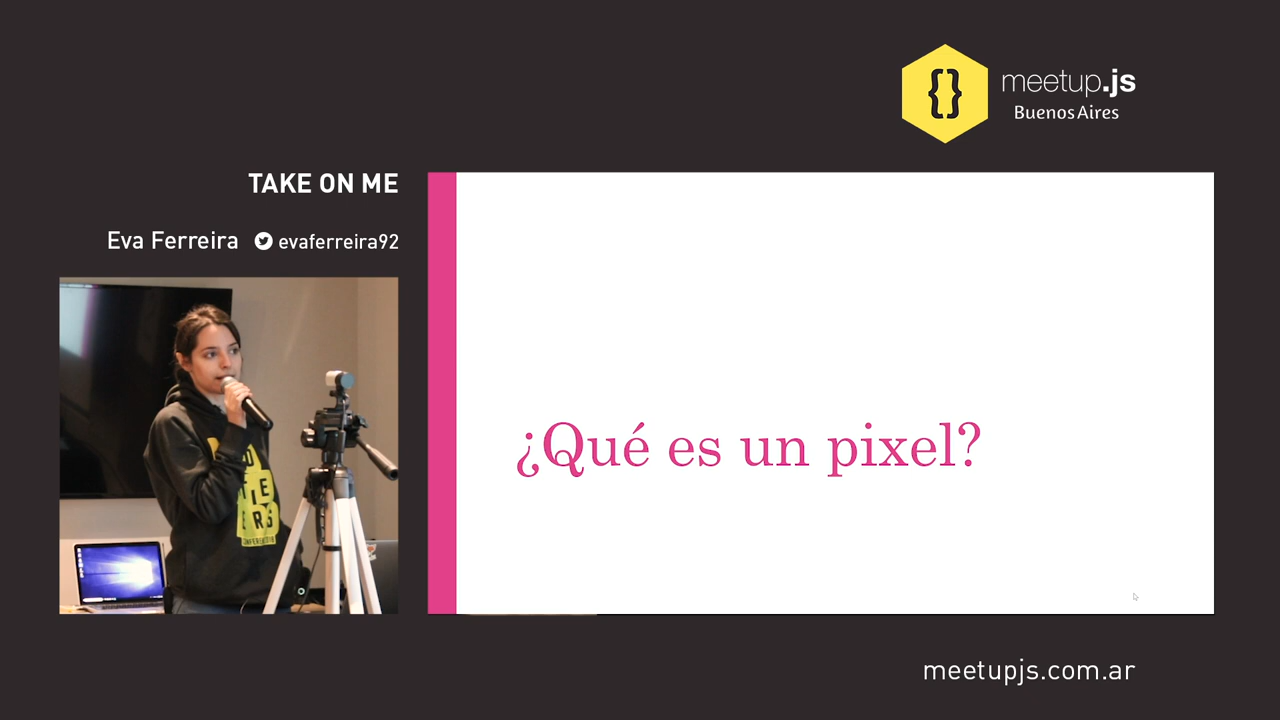 {} meetup.js
Buenos Aires
TAKE ON ME
Eva Ferreira evaferreira92
¿Qué es un pixel?
meetupjs.com.ar